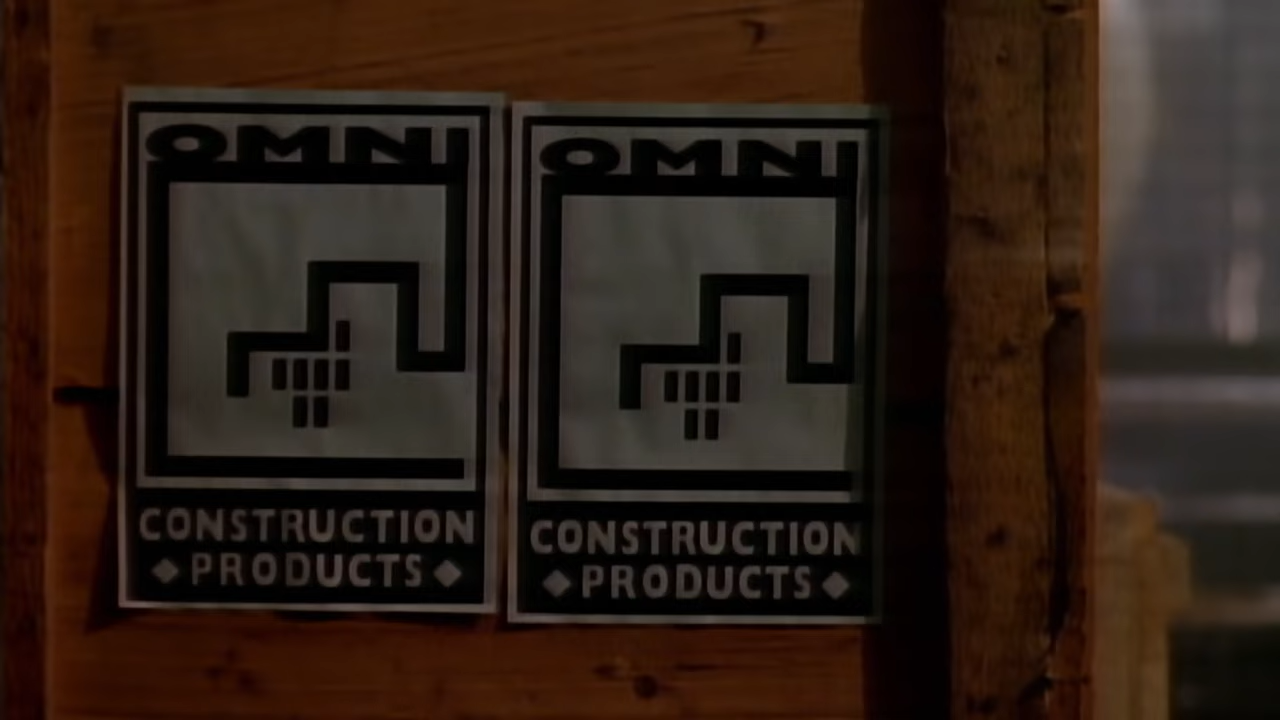 OMNI
CONSTRUCTION
PRODUCTS
OMNI
CONSTRUCTION
PRODUCTS